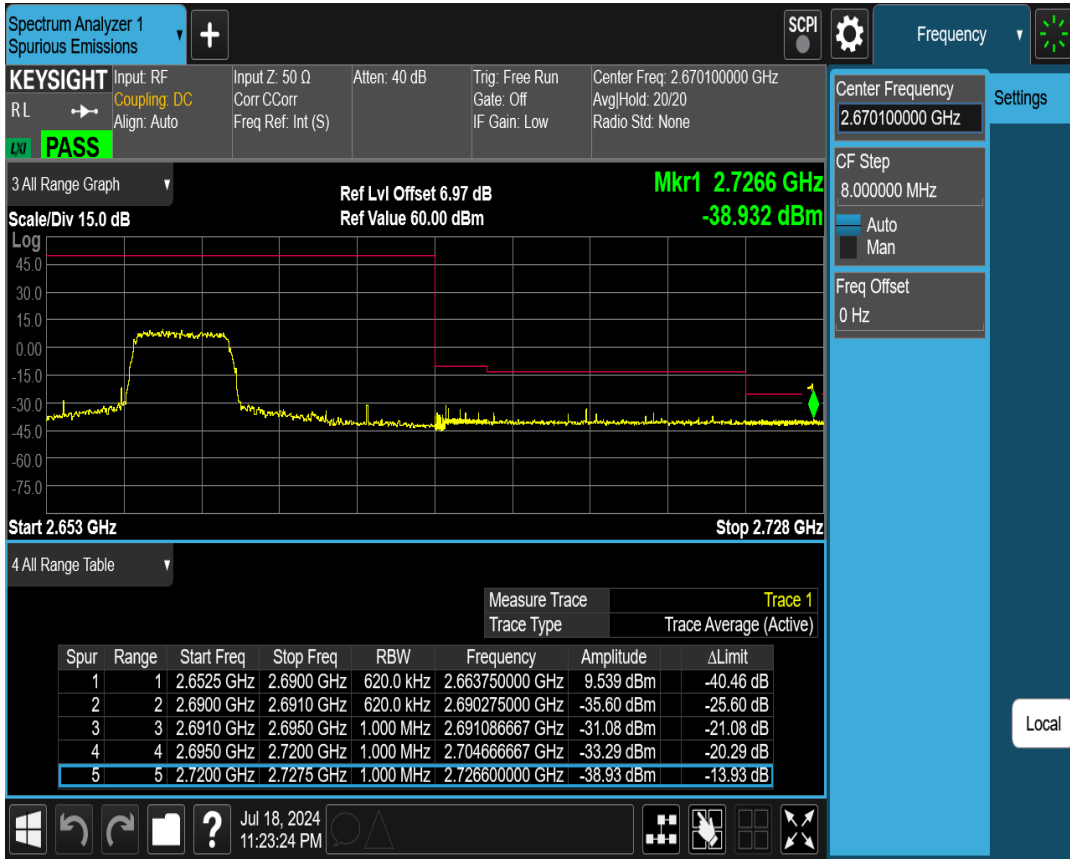 Spectrum Analyzer 1
Spurious Emissions
+
SCPI
Frequency
KEYSIGHT
RL
LXI
PASS
Input: RF
Coupling: DC
Align: Auto
Input Z: 50 Ω
Corr CCorr
Freq Ref: Int (S)
Atten: 40 dB
Trig: Free Run
Gate: Off
IF Gain: Low
Center Freq: 2.670100000 GHz
Avg|Hold: 20/20
Radio Std: None
Center Frequency
2.670100000 GHz
Settings
CF Step
8.000000 MHz
Auto
Man
Freq Offset
0 Hz
3 All Range Graph
Ref Lvl Offset 6.97 dB
Mkr1 2.7266 GHz
Scale/Div 15.0 dB
Ref Value 60.00 dBm
-38.932 dBm
Log
45.0
30.0
15.0
0.00
-15.0
-30.0
-45.0
-60.0
-75.0
1
Start 2.653 GHz
Stop 2.728 GHz
4 All Range Table
Measure Trace Trace 1
Trace Type Trace Average (Active)
Spur Range Start Freq Stop Freq RBW Frequency Amplitude ΔLimit
1 1 2.6525 GHz 2.6900 GHz 620.0 kHz 2.663750000 GHz 9.539 dBm -40.46 dB
2 2 2.6900 GHz 2.6910 GHz 620.0 kHz 2.690275000 GHz -35.60 dBm -25.60 dB
3 3 2.6910 GHz 2.6950 GHz 1.000 MHz 2.691086667 GHz -31.08 dBm -21.08 dB
4 4 2.6950 GHz 2.7200 GHz 1.000 MHz 2.704666667 GHz -33.29 dBm -20.29 dB
5 5 2.7200 GHz 2.7275 GHz 1.000 MHz 2.726600000 GHz -38.93 dBm -13.93 dB
Local
?
Jul 18, 2024
11:23:24 PM